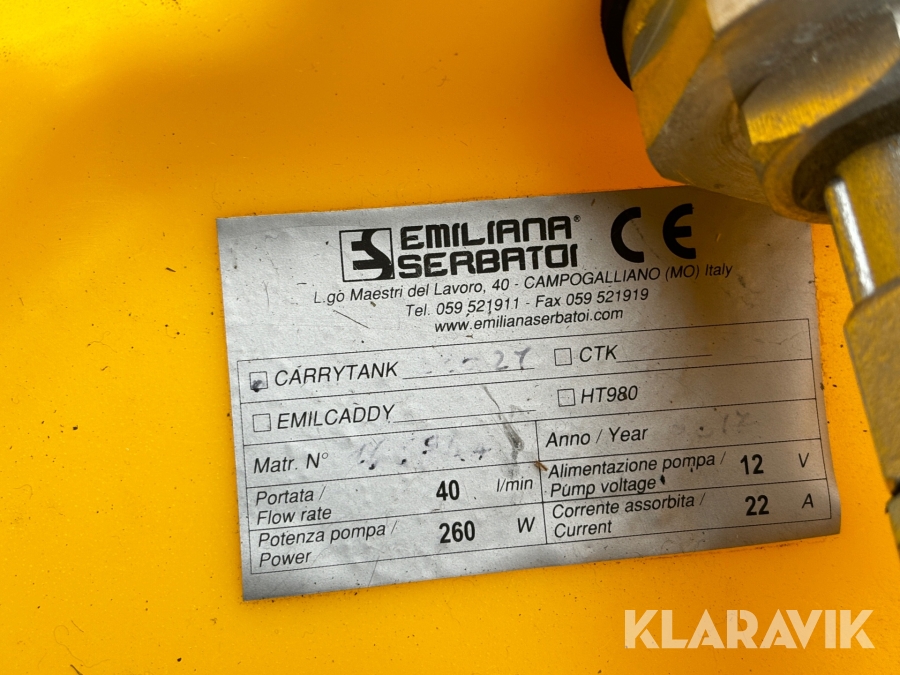 EMILIANA®
SERBATOI
CE
L.go Maestri del Lavoro, 40 - CAMPOGALLIANO (MO) Italy
Tel. 059 521911 - Fax 059 521919
www.emilianaserbatoi.com
CARRYTANK
CTK
EMILCADDY
HT980
Matr. N°
Anno / Year
Portata / Flow rate 40 l/min
Alimentazione pompa / Pump voltage 12 V
Potenza pompa / Power 260 W
Corrente assorbita / Current 22 A
KLARAVIK